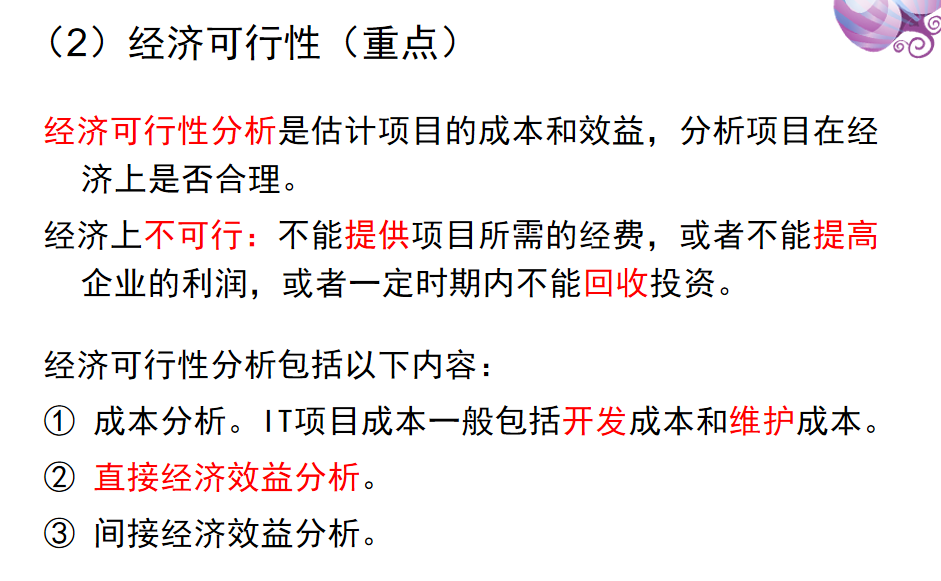 （2）经济可行性（重点）
经济可行性分析是估计项目的成本和效益，分析项目在经
济上是否合理。
经济上不可行：不能提供项目所需的经费，或者不能提高
企业的利润，或者一定时期内不能回收投资。
经济可行性分析包括以下内容：
① 成本分析。IT项目成本一般包括开发成本和维护成本。
② 直接经济效益分析。
③ 间接经济效益分析。